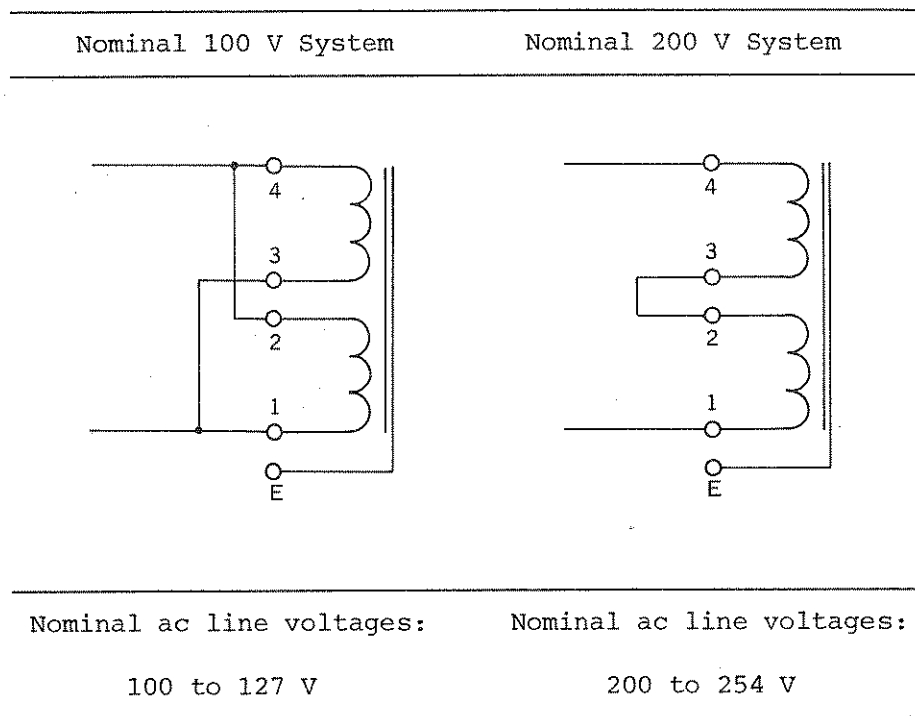 Nominal 100 V System
Nominal 200 V System
4
3
2
1
E
4
3
2
1
E
Nominal ac line voltages:
100 to 127 V
Nominal ac line voltages:
200 to 254 V